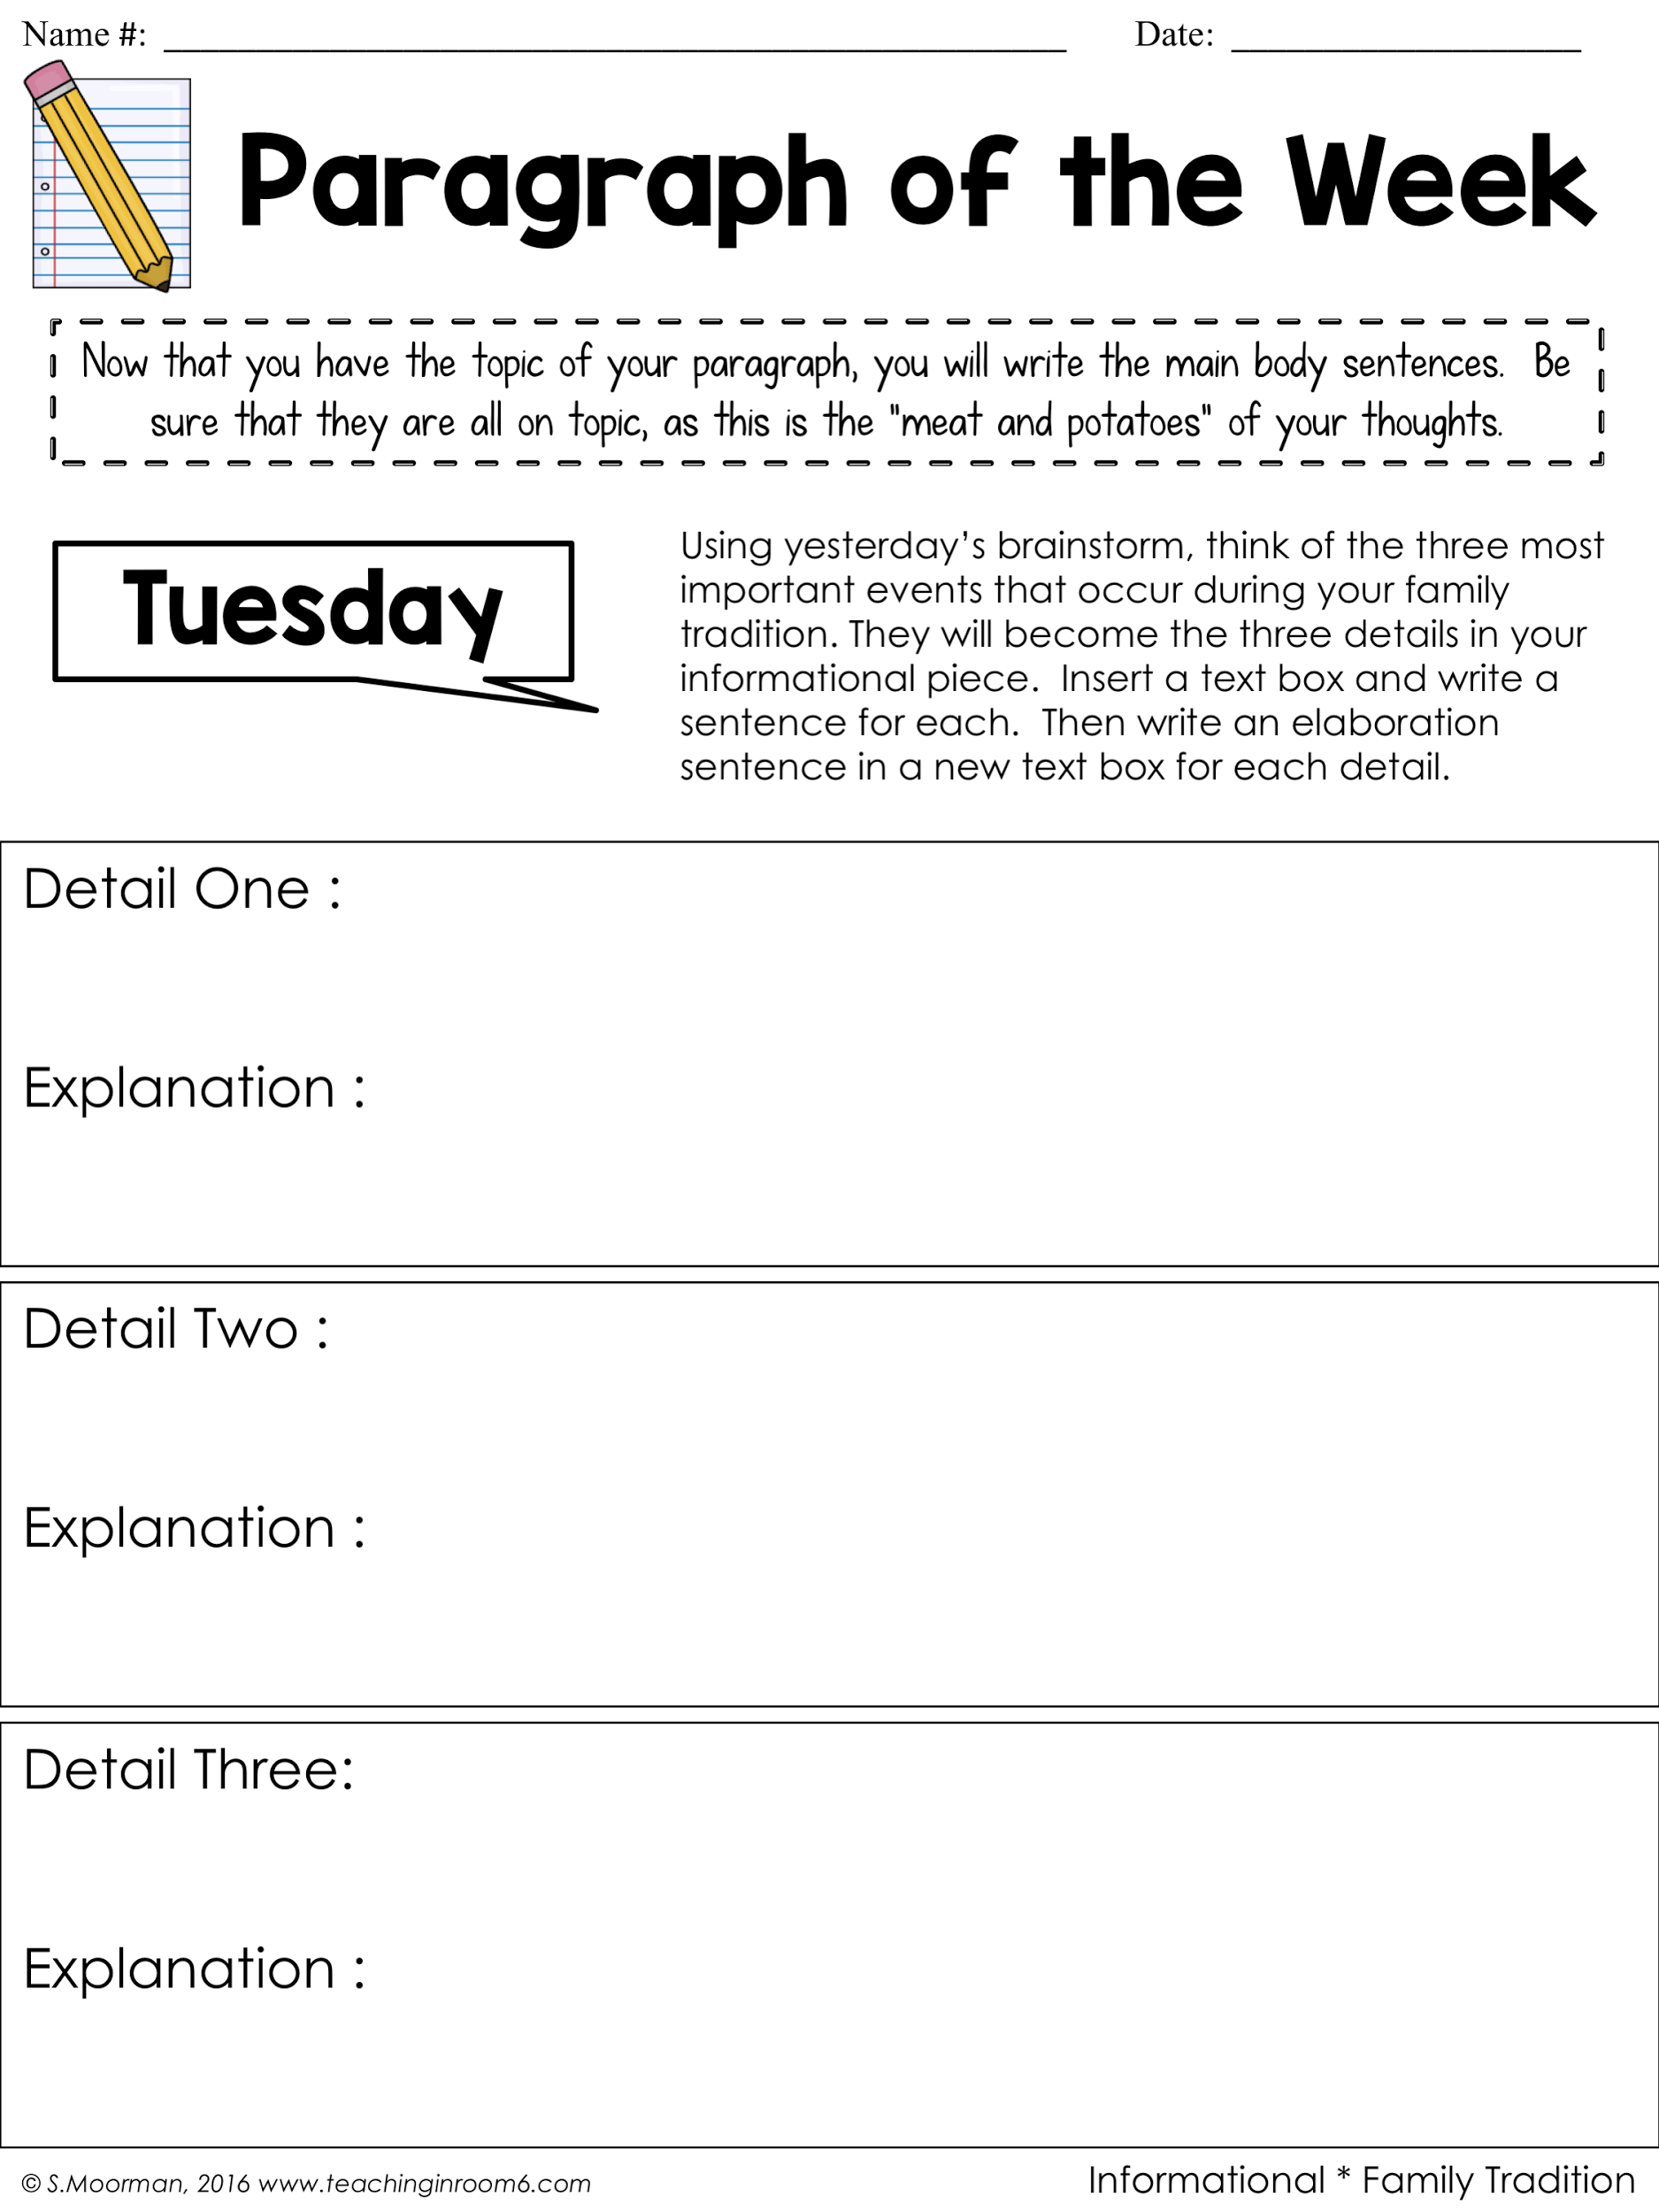 Name #: ______________________________________________ Date: __________________
Paragraph of the Week
Now that you have the topic of your paragraph, you will write the main body sentences.  Be
sure that they are all on topic, as this is the "meat and potatoes" of your thoughts.
Tuesday
Using yesterday's brainstorm, think of the three most
important events that occur during your family
tradition. They will become the three details in your
informational piece.  Insert a text box and write a
sentence for each.  Then write an elaboration
sentence in a new text box for each detail.
Detail One :
Explanation :
Detail Two :
Explanation :
Detail Three:
Explanation :
© S.Moorman, 2016 www.teachinginroom6.com
Informational * Family Tradition